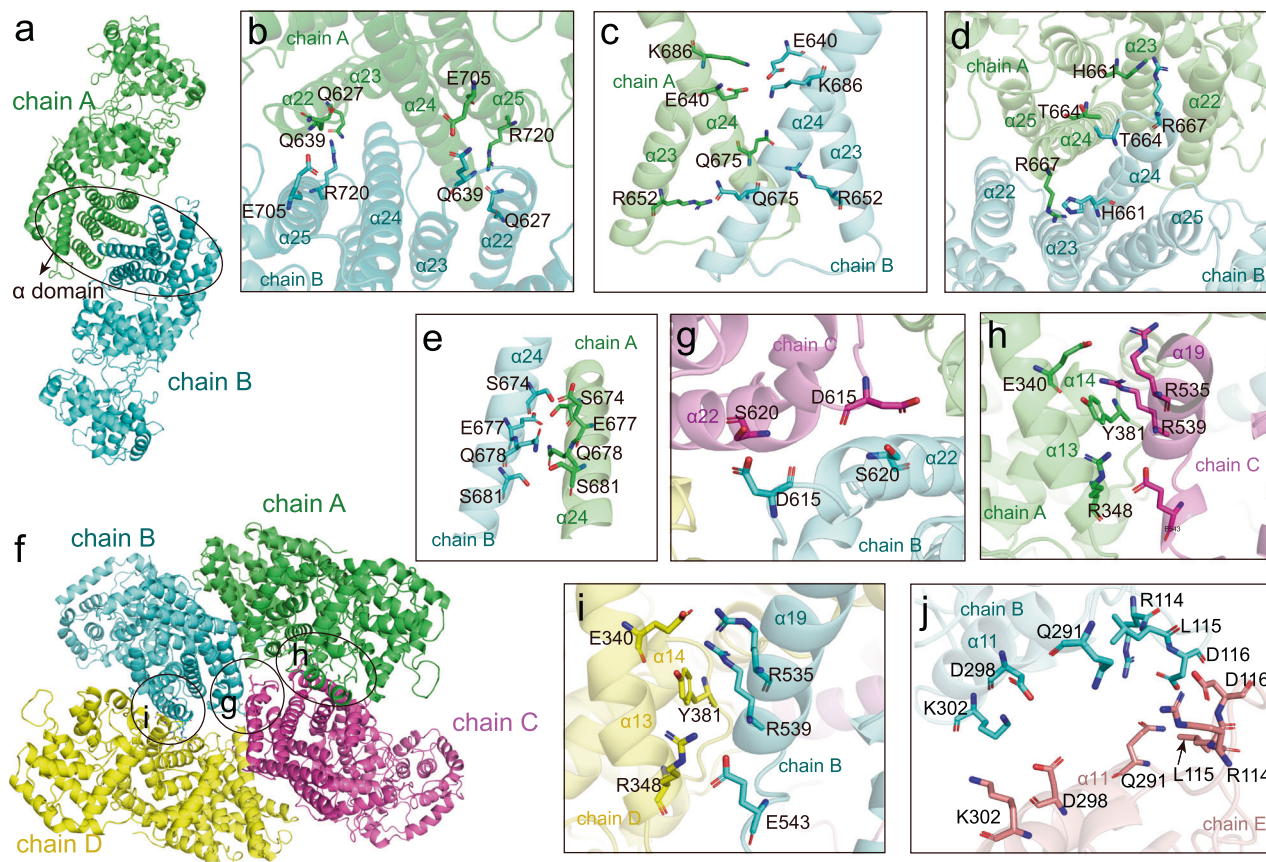 a
chain A
α domain
chain B
b
chain A
α23
α22
Q627
E705
α24
α25
Q639
R720
R720
Q639
E705
α24
Q627
α25
α22
α23
chain B
c
K686
E640
chain A
K686
E640
α24
α24
α23
α23
Q675
R652
Q675
R652
chain B
d
α23
chain A
H661
α22
T664
α25
R667
α24
T664
R667
α24
α22
H661
α25
α23
chain B
e
chain A
α24
S674
S674
E677
E677
Q678
Q678
S681
S681
α24
chain B
g
chain C
D615
α22
S620
α22
S620
D615
chain B
h
α19
E340
α14
R535
Y381
R539
α13
chain C
R348
chain A
E543
f
chain A
chain B
h
g
i
chain C
chain D
i
α19
E340
α14
R535
Y381
α13
R539
chain B
R348
chain D
E543
j
R114
chain B
L115
α11
Q291
D298
D116
D116
K302
α11
Q291
L115
R114
D298
K302
chain E